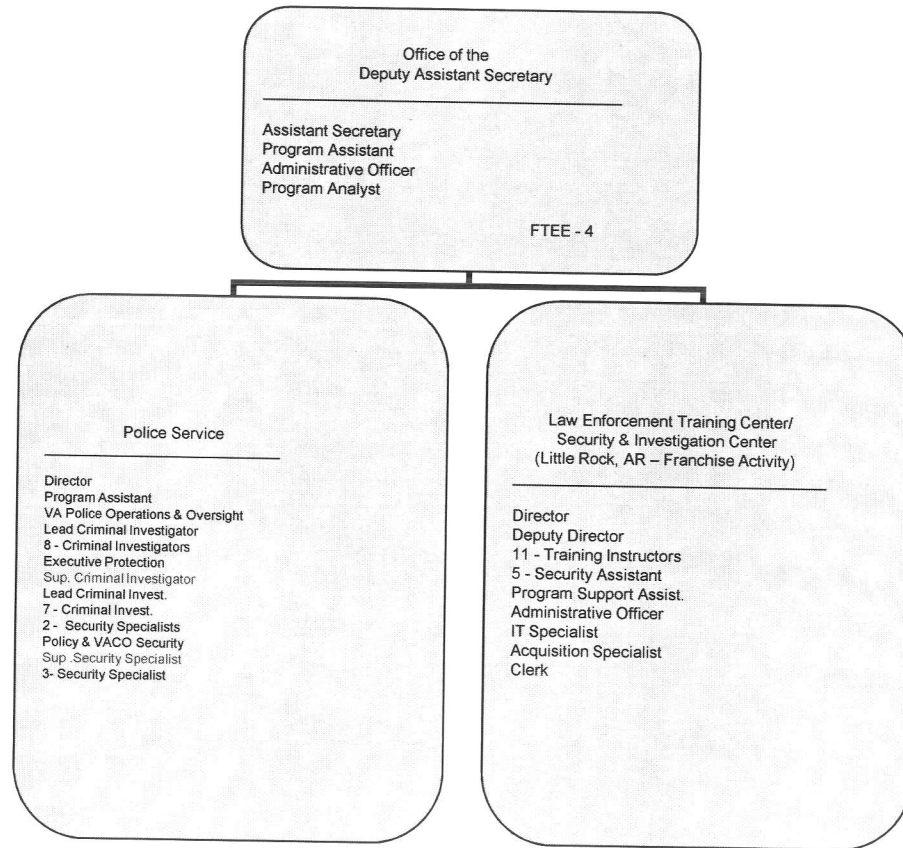 Office of the
Deputy Assistant Secretary
Assistant Secretary
Program Assistant
Administrative Officer
Program Analyst
FTEE - 4
Police Service
Director
Program Assistant
VA Police Operations & Oversight
Lead Criminal Investigator
8 - Criminal Investigators
Executive Protection
Sup. Criminal Investigator
Lead Criminal Invest.
7 - Criminal Invest.
2 - Security Specialists
Policy & VACO Security
Sup .Security Specialist
3- Security Specialist
Law Enforcement Training Center/
Security & Investigation Center
(Little Rock, AR – Franchise Activity)
Director
Deputy Director
11 - Training Instructors
5 - Security Assistant
Program Support Assist.
Administrative Officer
IT Specialist
Acquisition Specialist
Clerk